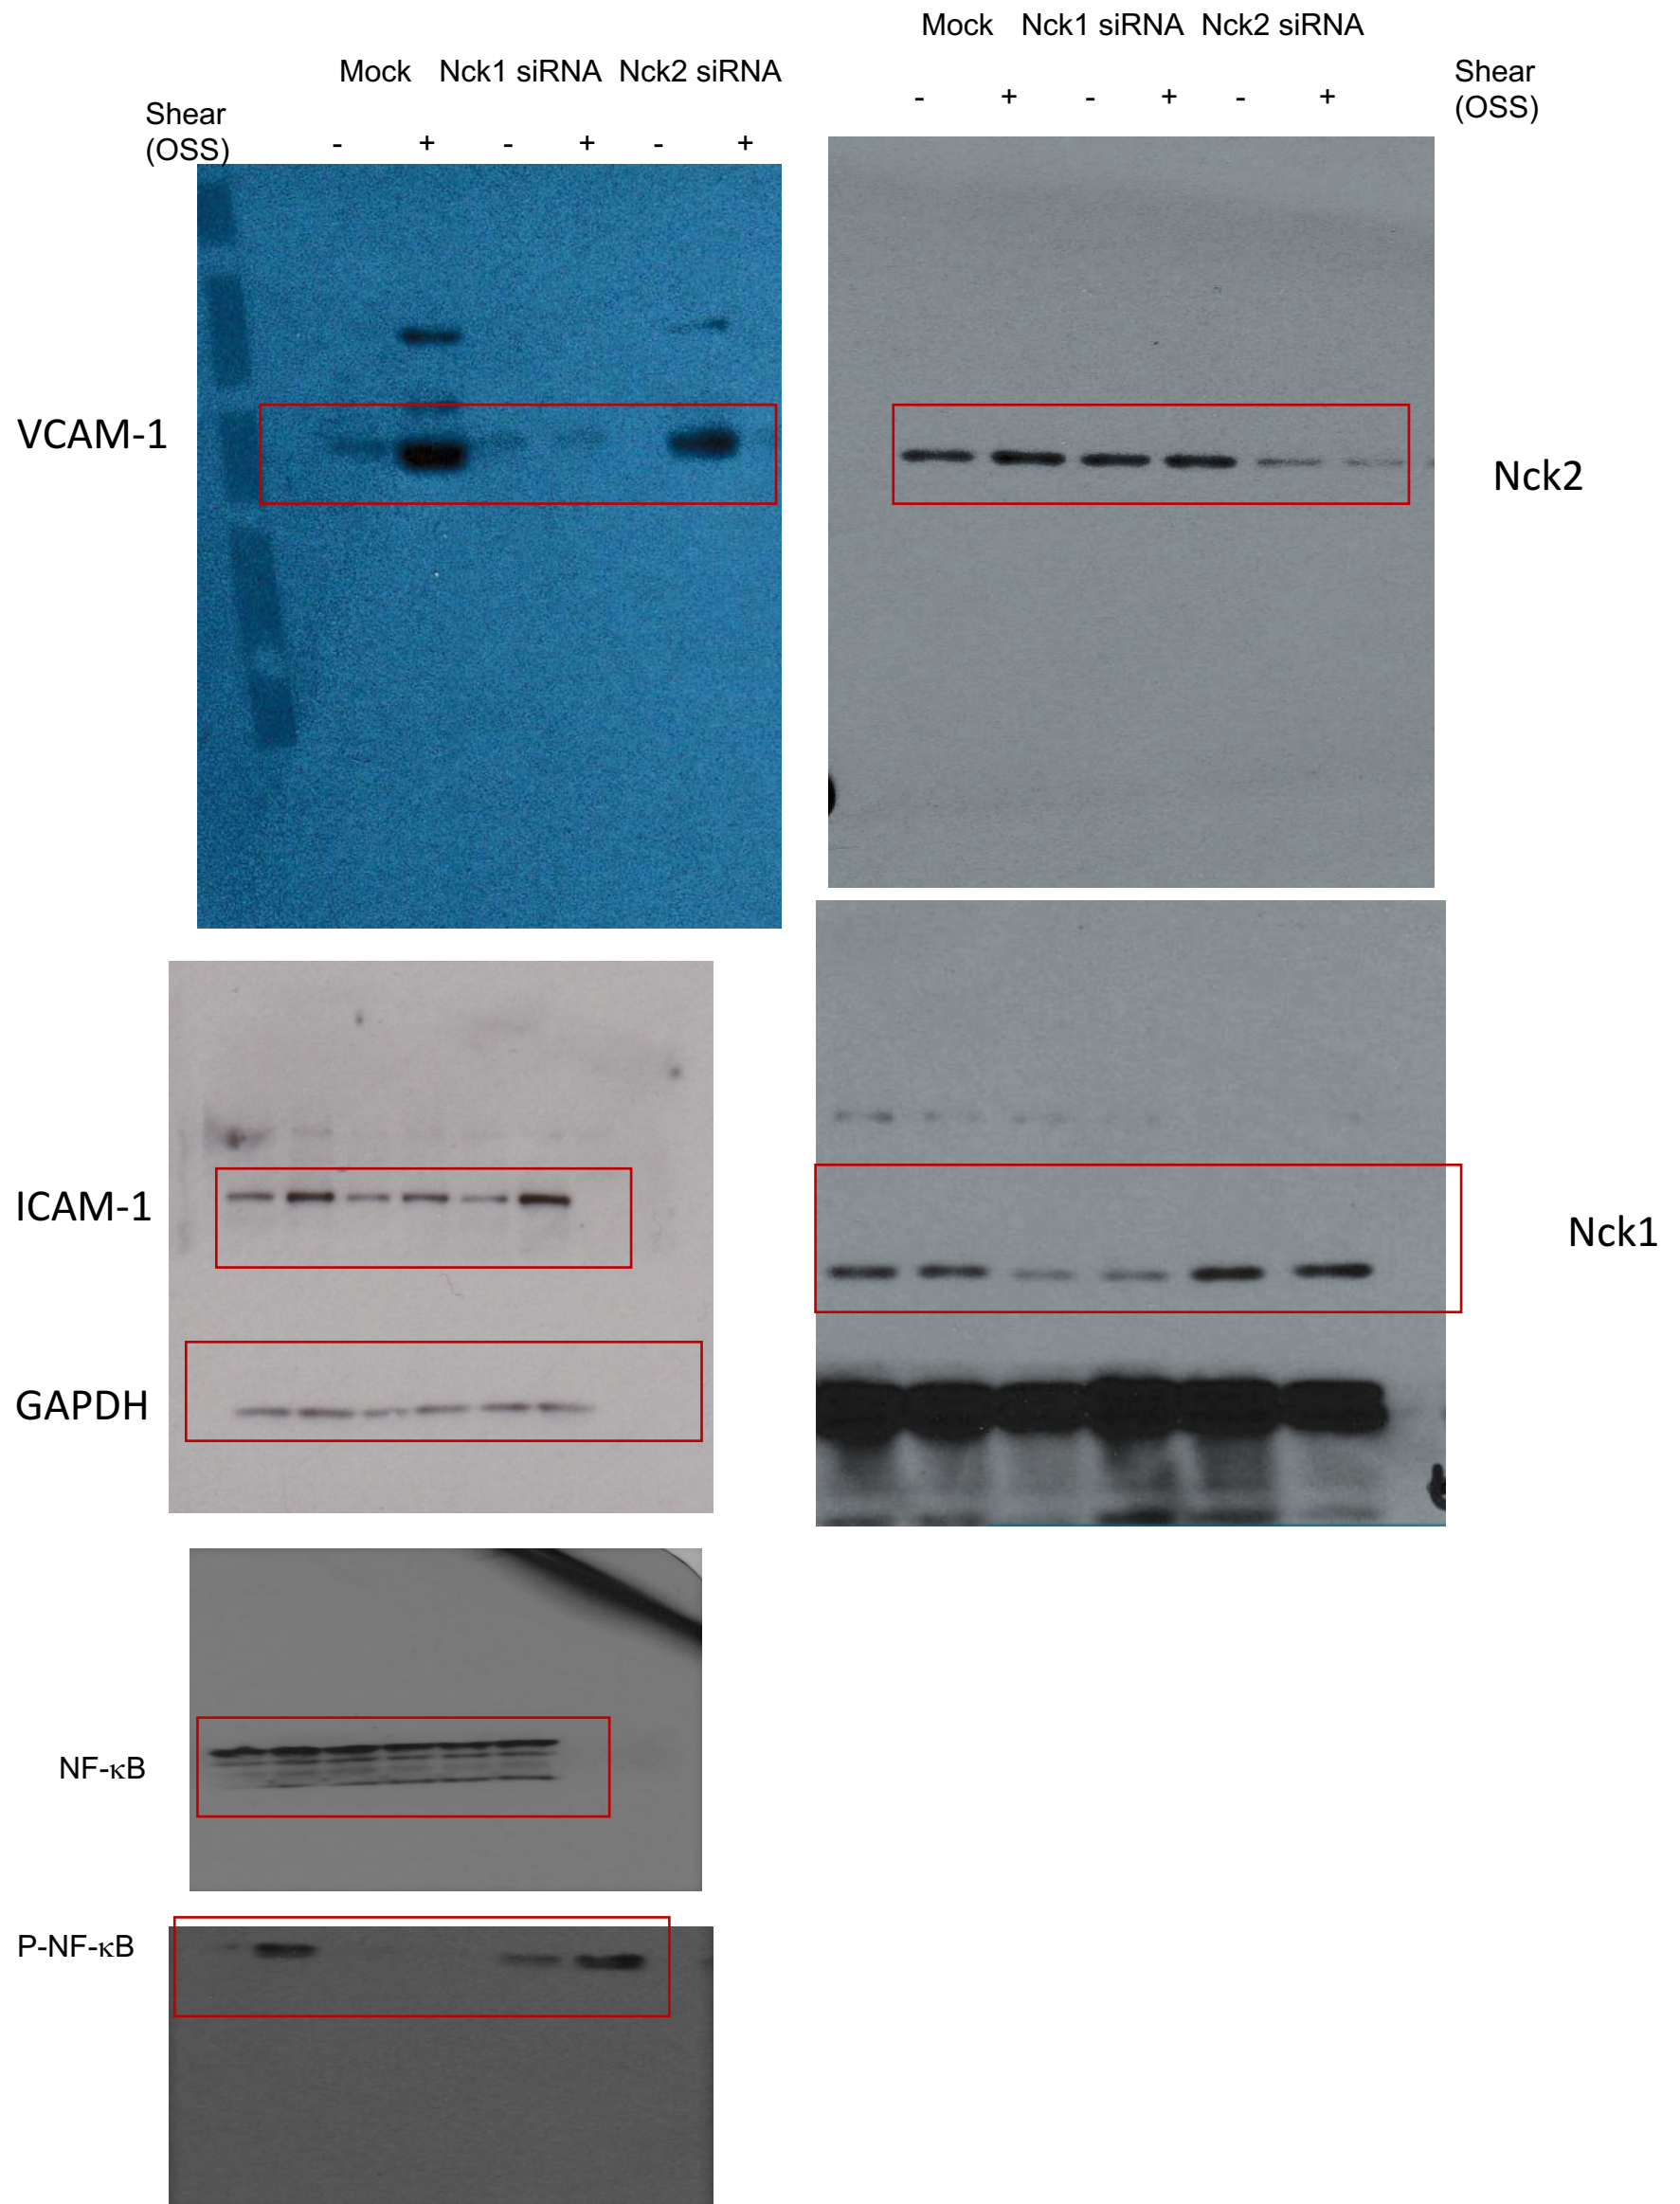 Mock Nck1 siRNA Nck2 siRNA
Shear
(OSS)
- + - + - +
VCAM-1
Mock Nck1 siRNA Nck2 siRNA
Shear
(OSS)
- + - + - +
Nck2
ICAM-1
GAPDH
Nck1
NF-κB
P-NF-κB